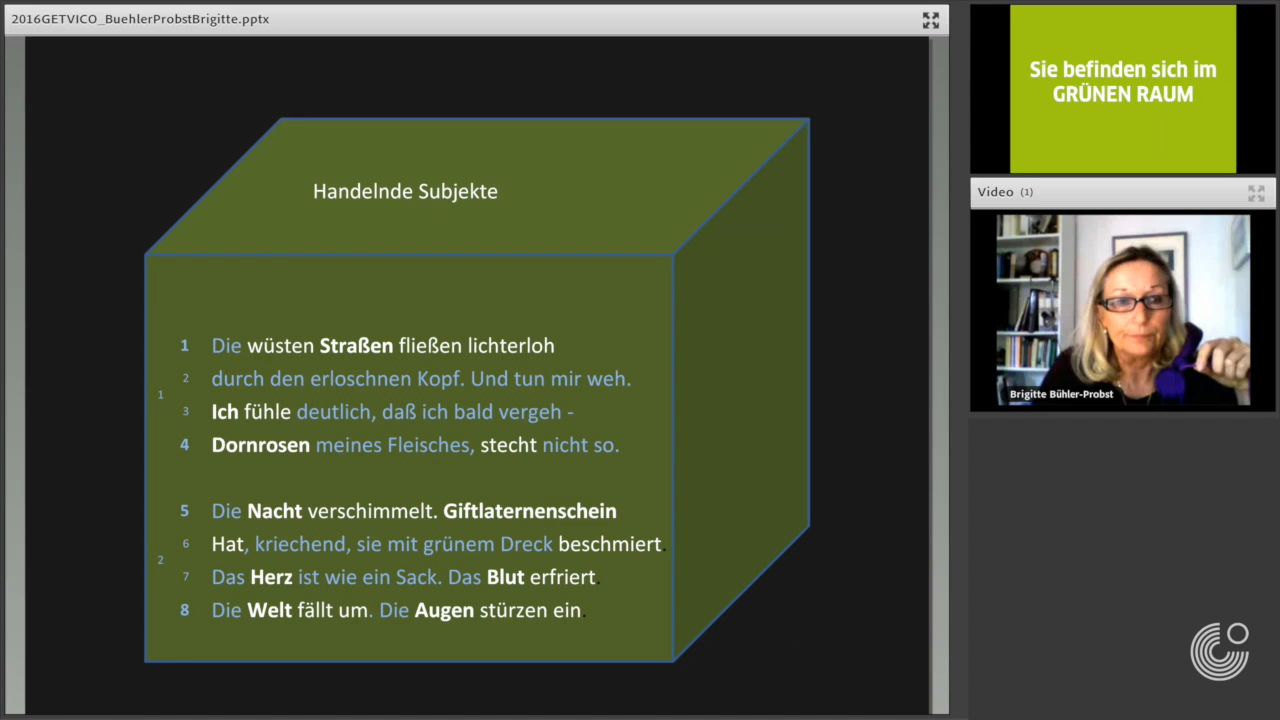 2016GETVICO_BuehlerProbstBrigitte.pptx
Handelnde Subjekte
1 Die wüsten Straßen fließen lichterloh
2 durch den erloschnen Kopf. Und tun mir weh.
1
3 Ich fühle deutlich, daß ich bald vergeh -
4 Dornrosen meines Fleisches, stecht nicht so.
5 Die Nacht verschimmelt. Giftlaternenschein
6 Hat, kriechend, sie mit grünem Dreck beschmiert.
2
7 Das Herz ist wie ein Sack. Das Blut erfriert.
8 Die Welt fällt um. Die Augen stürzen ein.
Sie befinden sich im
GRÜNEN RAUM
Video (1)
Brigitte Bühler-Probst